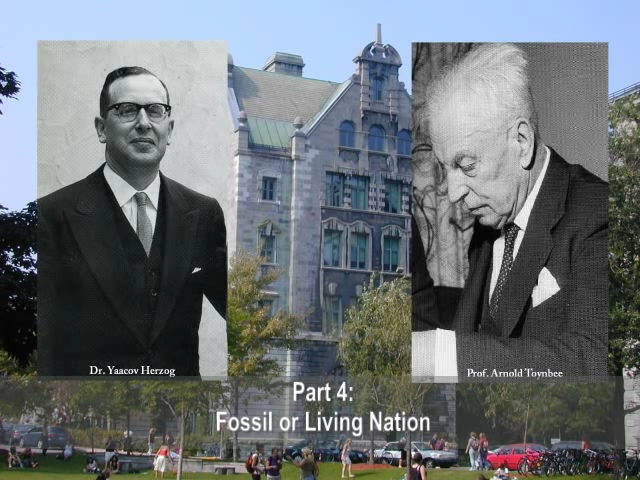 Dr. Yaacov Herzog
Prof. Arnold Toynbee
Part 4:
Fossil or Living Nation